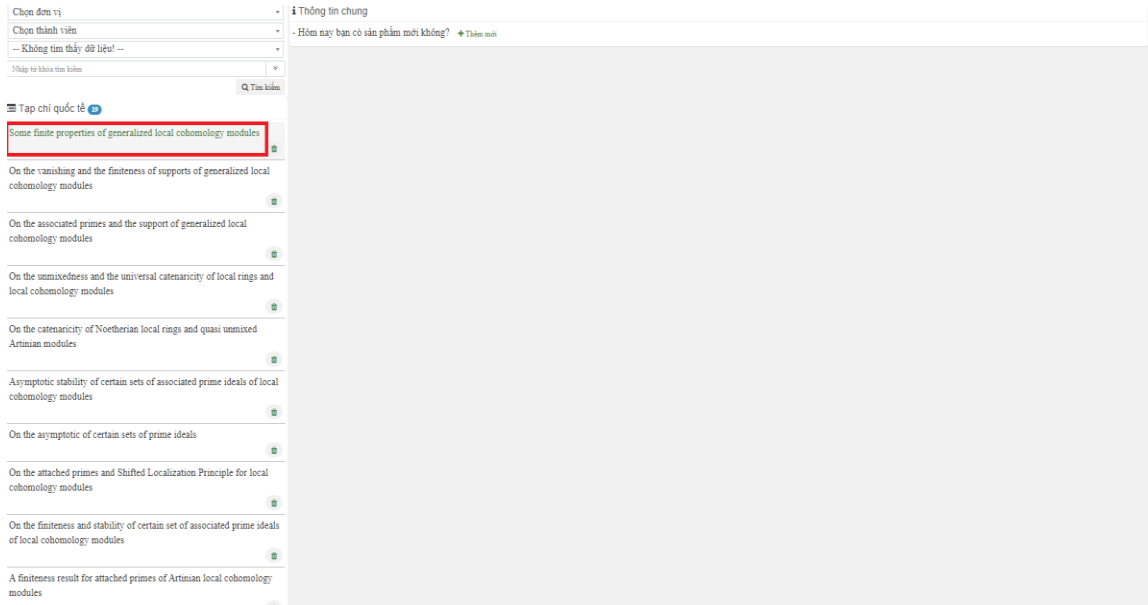 Chọn đơn vị
Chọn thành viên
-- Không tìm thấy dữ liệu! --
Nhập từ khóa tìm kiếm
Tìm kiếm
Tạp chí quốc tế 19
Some finite properties of generalized local cohomology modules
On the vanishing and the finiteness of supports of generalized local
cohomology modules
On the associated primes and the support of generalized local
cohomology modules
On the unmixedness and the universal catenaricity of local rings and
local cohomology modules
On the catenaricity of Noetherian local rings and quasi unmixed
Artinian modules
Asymptotic stability of certain sets of associated prime ideals of local
cohomology modules
On the asymptotic of certain sets of prime ideals
On the attached primes and Shifted Localization Principle for local
cohomology modules
On the finiteness and stability of certain set of associated prime ideals
of local cohomology modules
A finiteness result for attached primes of Artinian local cohomology
modules
Thông tin chung
- Hôm nay bạn có sản phẩm mới không? Thêm mới